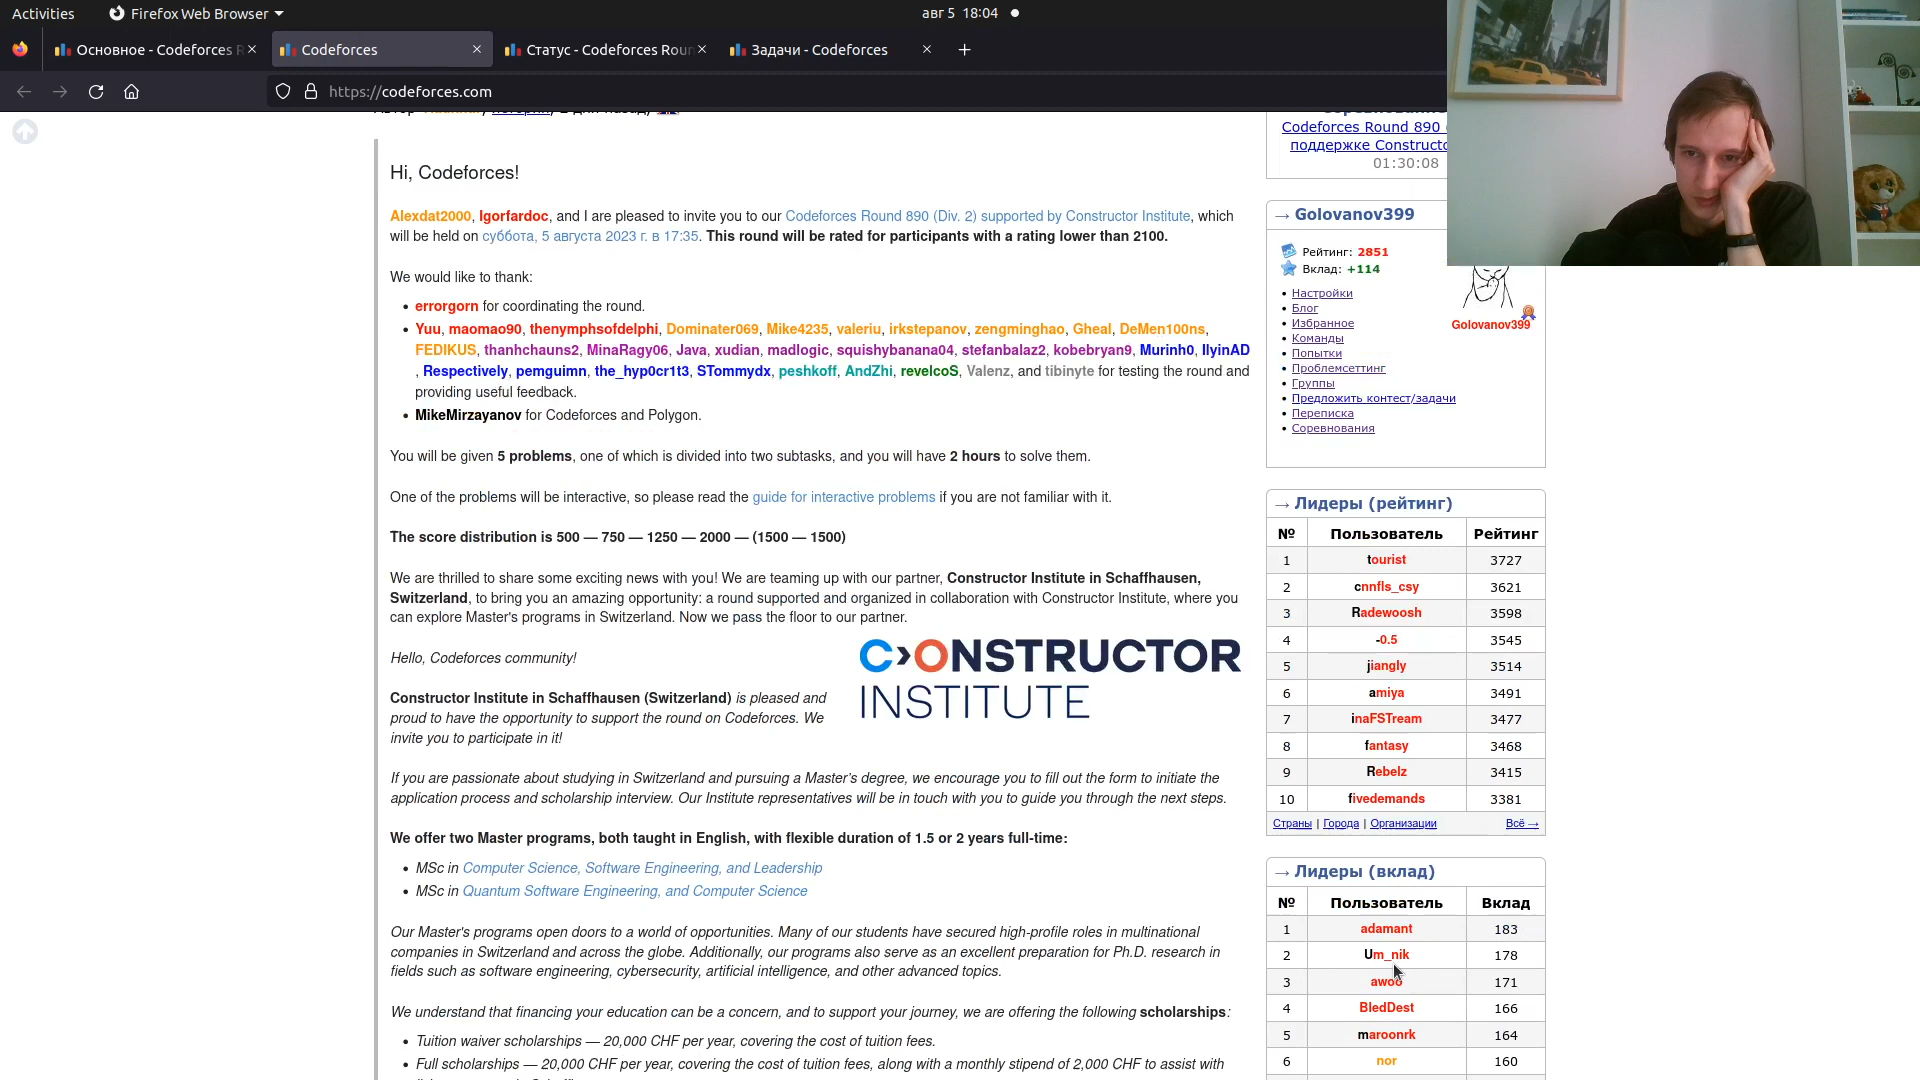 Activities
Firefox Web Browser
авг 5 18:04
Основное - Codeforces R
Codeforces
Статус - Codeforces Roun
Задачи - Codeforces
https://codeforces.com
Hi, Codeforces!
Alexdat2000, Igorfardoc, and I are pleased to invite you to our Codeforces Round 890 (Div. 2) supported by Constructor Institute, which
will be held on суббота, 5 августа 2023 г. в 17:35. This round will be rated for participants with a rating lower than 2100.
We would like to thank:
• errorgorn for coordinating the round.
• Yuu, maomao90, thenymphsofdelphi, Dominater069, Mike4235, valeriu, irkstepanov, zengminghao, Gheal, DeMen100ns,
FEDIKUS, thanhchauns2, MinaRagy06, Java, xudian, madlogic, squishybanana04, stefanbalaz2, kobebryan9, Murinh0, IlyinAD
, Respectively, pemguimn, the_hyp0cr1t3, STommydx, peshkoff, AndZhi, revelcoS, Valenz, and tibinyte for testing the round and
providing useful feedback.
• MikeMirzayanov for Codeforces and Polygon.
You will be given 5 problems, one of which is divided into two subtasks, and you will have 2 hours to solve them.
One of the problems will be interactive, so please read the guide for interactive problems if you are not familiar with it.
The score distribution is 500 — 750 — 1250 — 2000 — (1500 — 1500)
We are thrilled to share some exciting news with you! We are teaming up with our partner, Constructor Institute in Schaffhausen,
Switzerland, to bring you an amazing opportunity: a round supported and organized in collaboration with Constructor Institute, where you
can explore Master's programs in Switzerland. Now we pass the floor to our partner.
Hello, Codeforces community!
Constructor Institute in Schaffhausen (Switzerland) is pleased and
proud to have the opportunity to support the round on Codeforces. We
invite you to participate in it!
CONSTRUCTOR
INSTITUTE
If you are passionate about studying in Switzerland and pursuing a Master's degree, we encourage you to fill out the form to initiate the
application process and scholarship interview. Our Institute representatives will be in touch with you to guide you through the next steps.
We offer two Master programs, both taught in English, with flexible duration of 1.5 or 2 years full-time:
• MSc in Computer Science, Software Engineering, and Leadership
• MSc in Quantum Software Engineering, and Computer Science
Our Master's programs open doors to a world of opportunities. Many of our students have secured high-profile roles in multinational
companies in Switzerland and across the globe. Additionally, our programs also serve as an excellent preparation for Ph.D. research in
fields such as software engineering, cybersecurity, artificial intelligence, and other advanced topics.
We understand that financing your education can be a concern, and to support your journey, we are offering the following scholarships:
• Tuition waiver scholarships — 20,000 CHF per year, covering the cost of tuition fees.
• Full scholarships — 20,000 CHF per year, covering the cost of tuition fees, along with a monthly stipend of 2,000 CHF to assist with
Codeforces Round 890
поддержке Constructo
01:30:08
→ Golovanov399
Рейтинг: 2851
Вклад: +114
• Настройки
• Блог
• Избранное
• Команды
• Попытки
• Проблемсеттинг
• Группы
• Предложить контест/задачи
• Переписка
• Соревнования
Golovanov399
→ Лидеры (рейтинг)
№ Пользователь Рейтинг
1 tourist 3727
2 cnnfls_csy 3621
3 Radewoosh 3598
4 -0.5 3545
5 jiangly 3514
6 amiya 3491
7 inaFSTream 3477
8 fantasy 3468
9 Rebelz 3415
10 fivedemands 3381
Страны | Города | Организации Всё →
→ Лидеры (вклад)
№ Пользователь Вклад
1 adamant 183
2 Um_nik 178
3 awoo 171
4 BledDest 166
5 maroonrk 164
6 nor 160